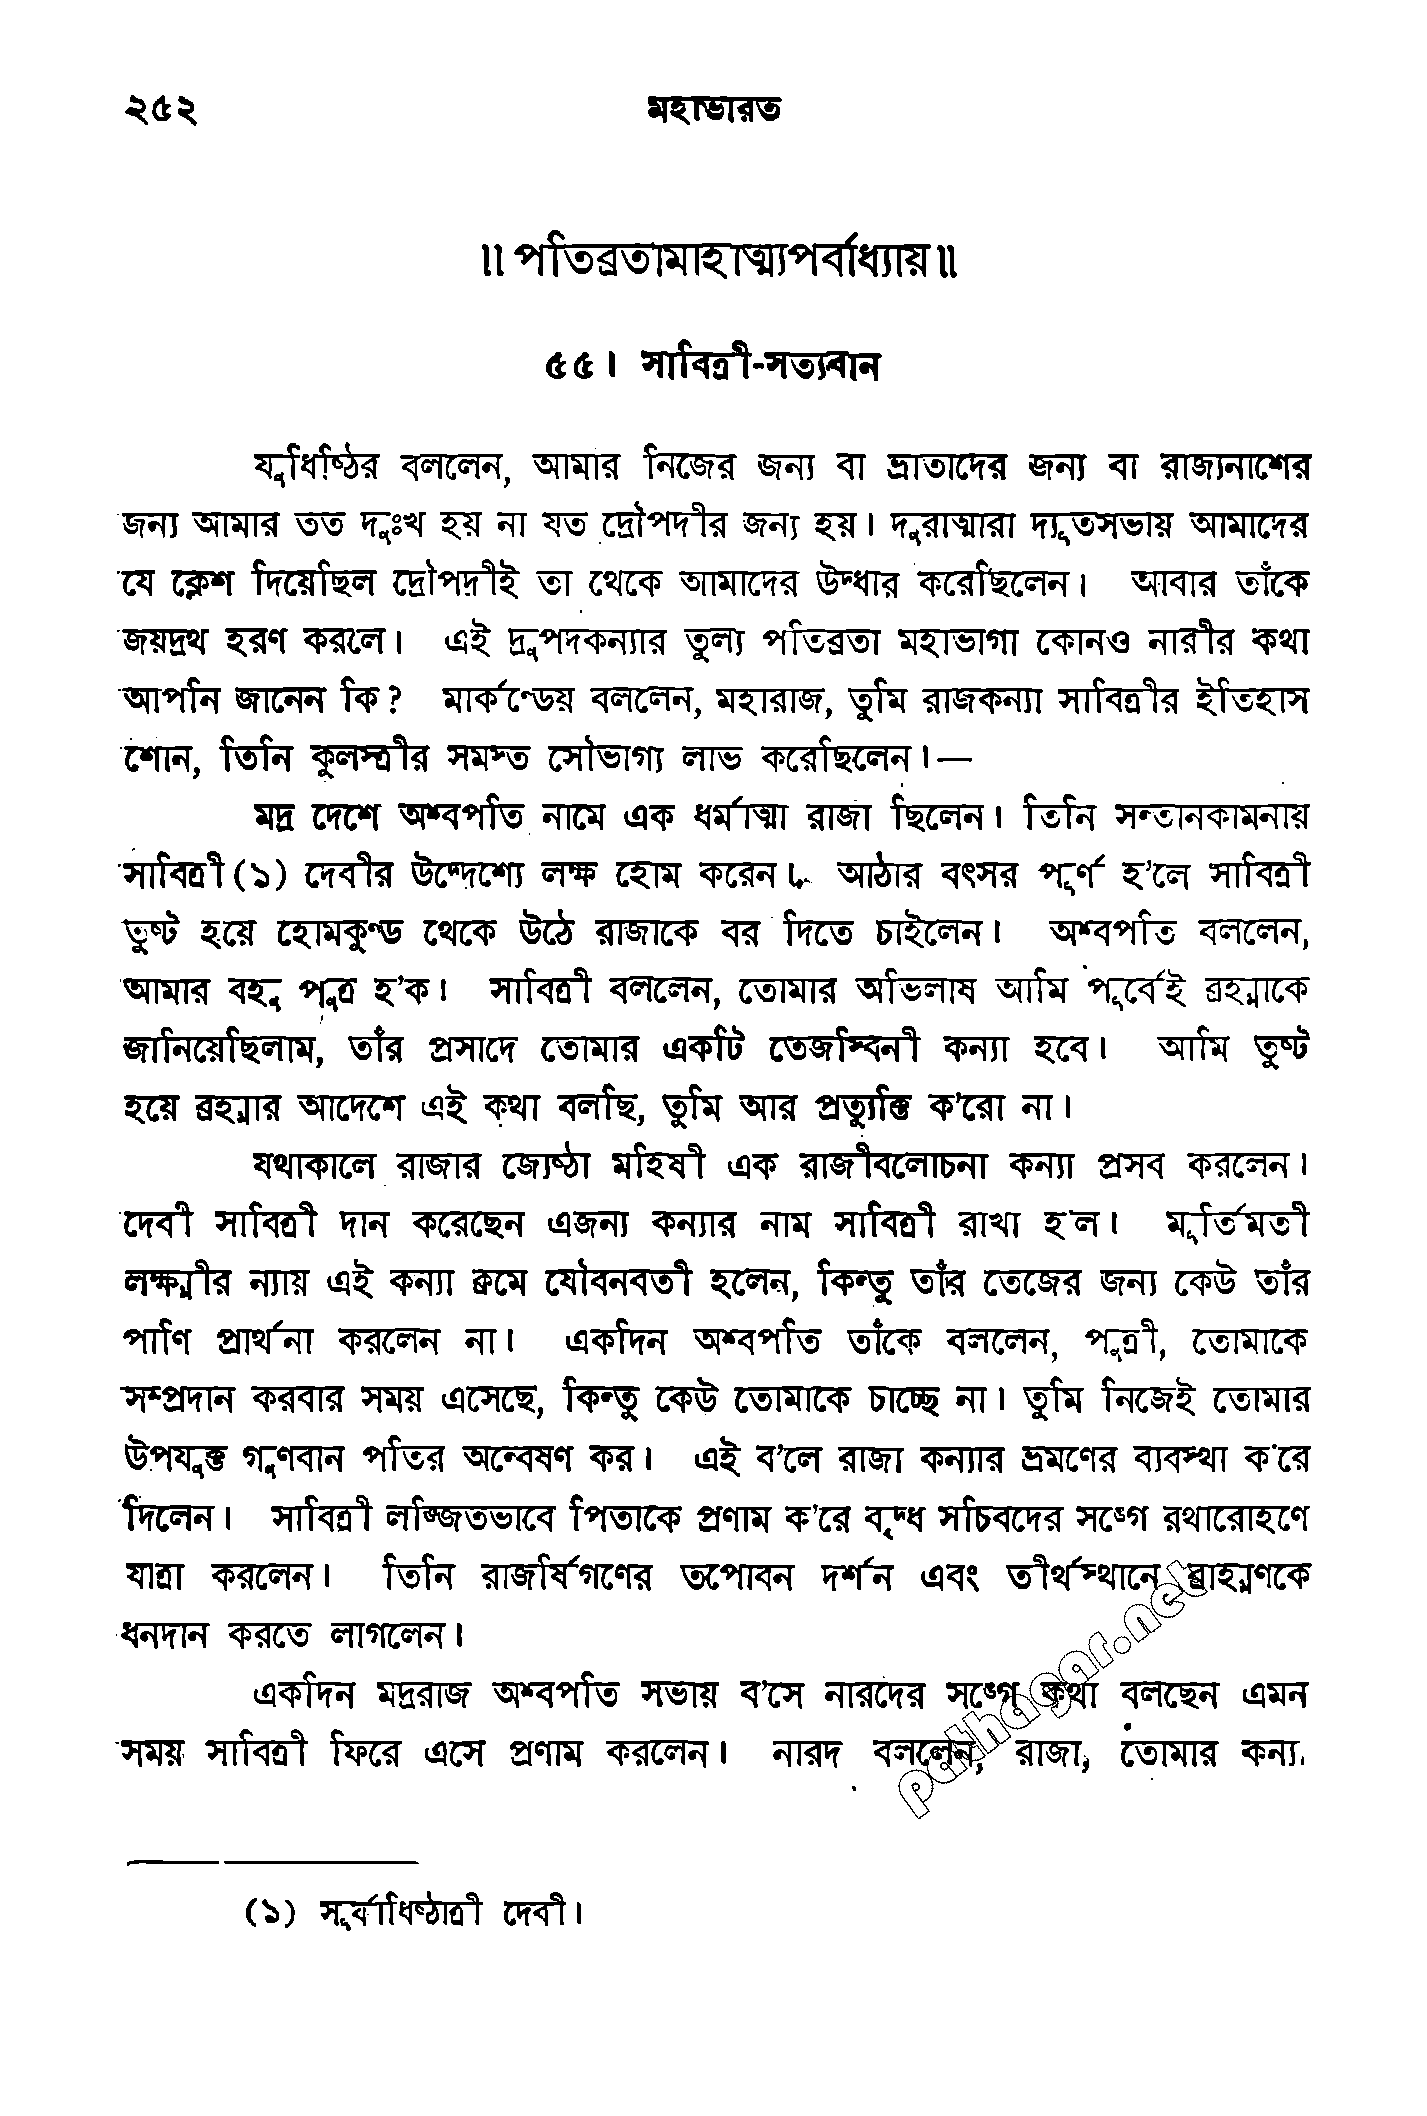 ২৫২ মহাভারত
॥ পতিব্রতামাহাত্ম্যপর্বাধ্যায় ॥
৫৫। সাবিত্রী-সত্যবান
যুধিষ্ঠির বললেন, আমার নিজের জন্য বা ভ্রাতাদের জন্য বা রাজ্যনাশের
জন্য আমার তত দুঃখ হয় না যত দ্রৌপদীর জন্য হয়। দুরাত্মারা দ্যূতসভায় আমাদের
যে ক্লেশ দিয়েছিল দ্রৌপদীই তা থেকে আমাদের উদ্ধার করেছিলেন। আবার তাঁকে
জয়দ্রথ হরণ করলে। এই দ্রুপদকন্যার তুল্য পতিব্রতা মহাভাগা কোনও নারীর কথা
আপনি জানেন কি? মার্কণ্ডেয় বললেন, মহারাজ, তুমি রাজকন্যা সাবিত্রীর ইতিহাস
শোন, তিনি কুলস্ত্রীর সমস্ত সৌভাগ্য লাভ করেছিলেন।—
মদ্র দেশে অশ্বপতি নামে এক ধর্মাত্মা রাজা ছিলেন। তিনি সন্তানকামনায়
সাবিত্রী(১) দেবীর উদ্দেশ্যে লক্ষ হোম করেন। আঠার বৎসর পূর্ণ হ'লে সাবিত্রী
তুষ্ট হয়ে হোমকুণ্ড থেকে উঠে রাজাকে বর দিতে চাইলেন। অশ্বপতি বললেন,
আমার বহু পুত্র হ'ক। সাবিত্রী বললেন, তোমার অভিলাষ আমি পূর্বেই ব্রহ্মাকে
জানিয়েছিলাম, তাঁর প্রসাদে তোমার একটি তেজস্বিনী কন্যা হবে। আমি তুষ্ট
হয়ে ব্রহ্মার আদেশে এই কথা বলছি, তুমি আর প্রত্যুক্তি ক'রো না।
যথাকালে রাজার জ্যেষ্ঠা মহিষী এক রাজীবলোচনা কন্যা প্রসব করলেন।
দেবী সাবিত্রী দান করেছেন এজন্য কন্যার নাম সাবিত্রী রাখা হ'ল। মূর্তিমতী
লক্ষ্মীর ন্যায় এই কন্যা ক্রমে যৌবনবতী হলেন, কিন্তু তাঁর তেজের জন্য কেউ তাঁর
পাণি প্রার্থনা করলেন না। একদিন অশ্বপতি তাঁকে বললেন, পুত্রী, তোমাকে
সম্প্রদান করবার সময় এসেছে, কিন্তু কেউ তোমাকে চাচ্ছে না। তুমি নিজেই তোমার
উপযুক্ত গুণবান পতির অন্বেষণ কর। এই ব'লে রাজা কন্যার ভ্রমণের ব্যবস্থা ক'রে
দিলেন। সাবিত্রী লজ্জিতভাবে পিতাকে প্রণাম ক'রে বৃদ্ধ সচিবদের সঙ্গে রথারোহণে
যাত্রা করলেন। তিনি রাজর্ষিগণের তপোবন দর্শন এবং তীর্থস্থানে ব্রাহ্মণকে
ধনদান করতে লাগলেন।
একদিন মদ্ররাজ অশ্বপতি সভায় ব'সে নারদের সঙ্গে কথা বলছেন এমন
সময় সাবিত্রী ফিরে এসে প্রণাম করলেন। নারদ বললেন, রাজা, তোমার কন্যা
pathagar.net
(১) সূর্যাধিষ্ঠাত্রী দেবী।